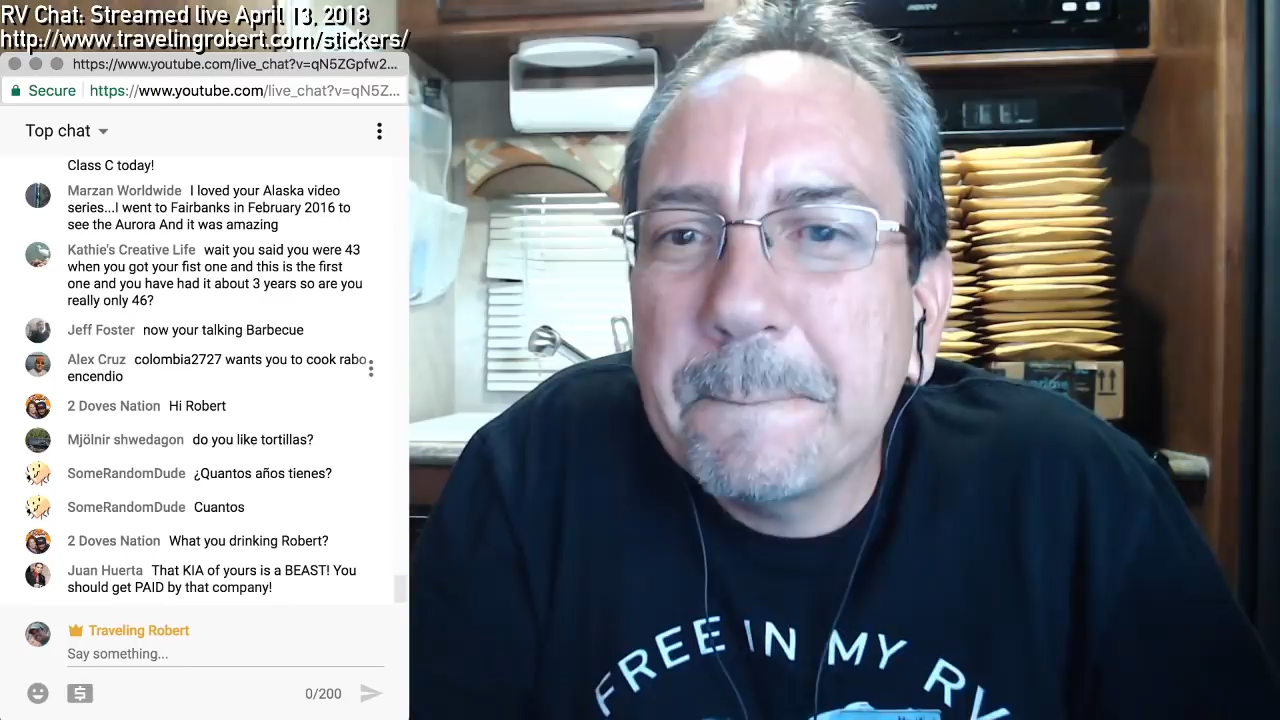 RV Chat: Streamed live April 13, 2018
http://www.travelingrobert.com/stickers/
https://www.youtube.com/live_chat?v=qN5ZGpfw2...
Secure https://www.youtube.com/live_chat?v=qN5Z...
Top chat
Class C today!
Marzan Worldwide I loved your Alaska video
series...I went to Fairbanks in February 2016 to
see the Aurora And it was amazing
Kathie's Creative Life wait you said you were 43
when you got your fist one and this is the first
one and you have had it about 3 years so are you
really only 46?
Jeff Foster now your talking Barbecue
Alex Cruz colombia2727 wants you to cook rabo
encendio
2 Doves Nation Hi Robert
Mjölnir shwedagon do you like tortillas?
SomeRandomDude ¿Quantos años tienes?
SomeRandomDude Cuantos
2 Doves Nation What you drinking Robert?
Juan Huerta That KIA of yours is a BEAST! You
should get PAID by that company!
Traveling Robert
Say something...
0/200
FREE IN MY RV